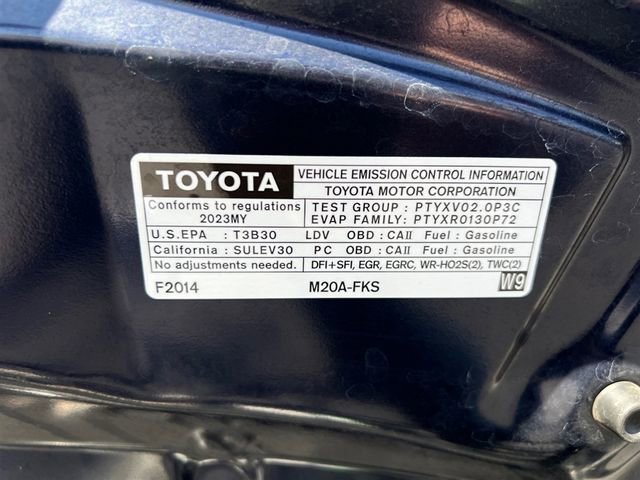 TOYOTA
VEHICLE EMISSION CONTROL INFORMATION
TOYOTA MOTOR CORPORATION
Conforms to regulations
2023MY
TEST GROUP : PTYXV02.0P3C
EVAP FAMILY: PTYXR0130P72
U.S.EPA : T3B30 LDV OBD : CAII Fuel : Gasoline
California : SULEV30 PC OBD : CAII Fuel : Gasoline
No adjustments needed. DFI+SFI, EGR, EGRC, WR-HO2S(2), TWC(2)
F2014 M20A-FKS W9